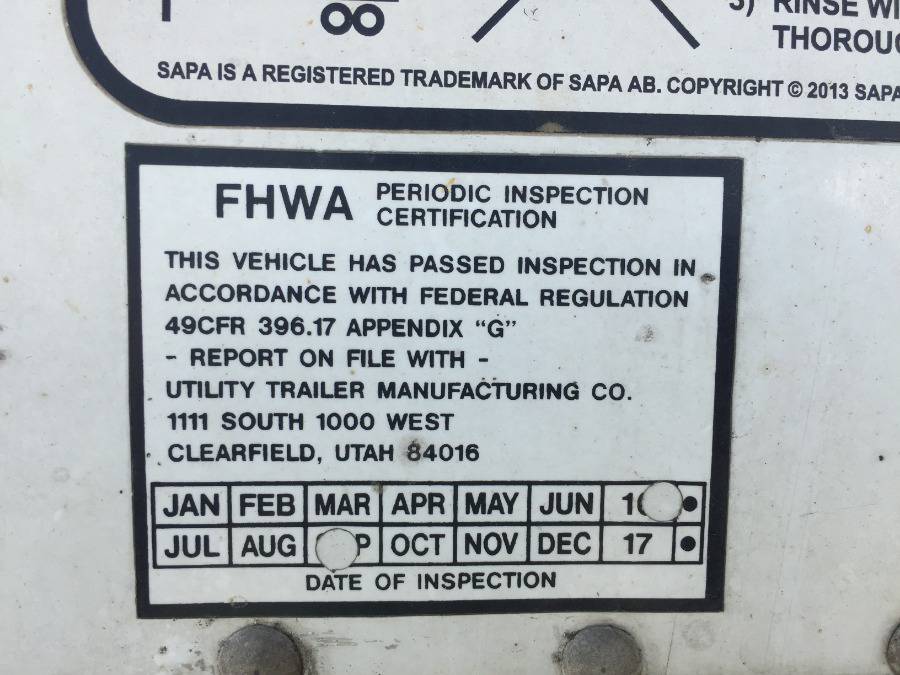 3) RINSE WI
THOROUG
SAPA IS A REGISTERED TRADEMARK OF SAPA AB. COPYRIGHT © 2013 SAPA
FHWA PERIODIC INSPECTION
CERTIFICATION
THIS VEHICLE HAS PASSED INSPECTION IN
ACCORDANCE WITH FEDERAL REGULATION
49CFR 396.17 APPENDIX “G”
- REPORT ON FILE WITH -
UTILITY TRAILER MANUFACTURING CO.
1111 SOUTH 1000 WEST
CLEARFIELD, UTAH 84016
JAN FEB MAR APR MAY JUN
JUL AUG OCT NOV DEC 17
DATE OF INSPECTION